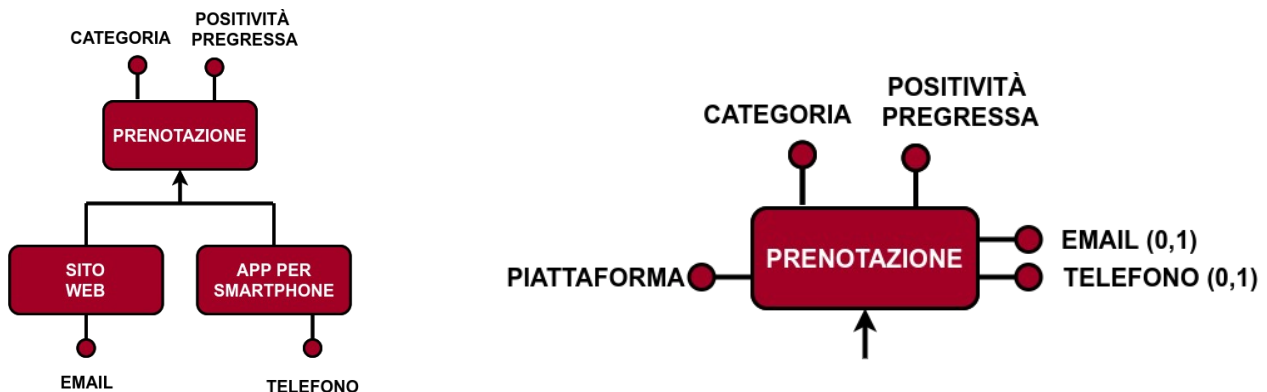 CATEGORIA
POSITIVITÀ
PREGRESSA
PRENOTAZIONE
SITO
WEB
APP PER
SMARTPHONE
EMAIL
TELEFONO
CATEGORIA
POSITIVITÀ
PREGRESSA
PIATTAFORMA
PRENOTAZIONE
EMAIL (0,1)
TELEFONO (0,1)